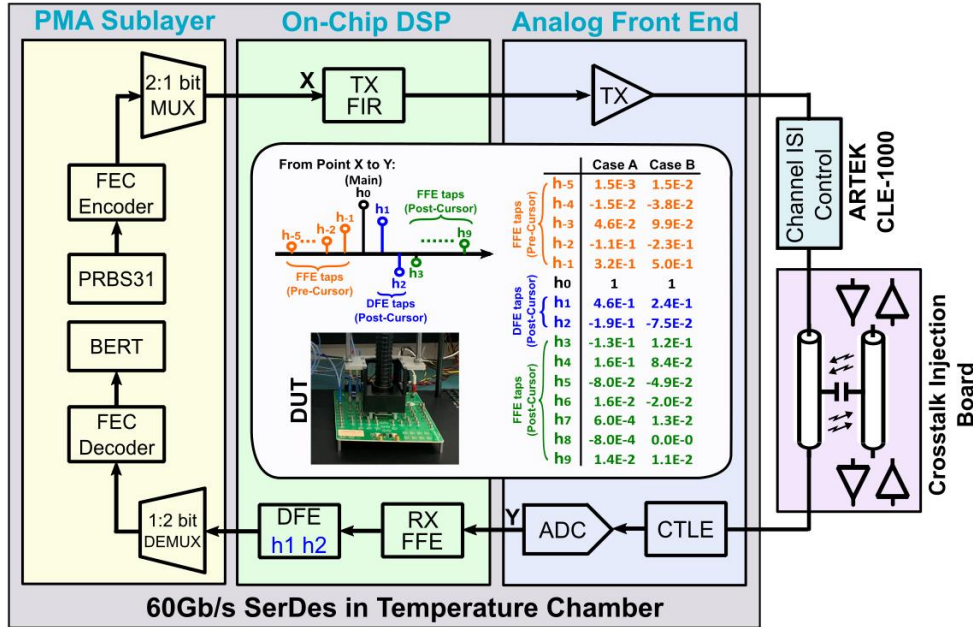 PMA Sublayer
On-Chip DSP
Analog Front End
2:1 bit
MUX
X
TX
FIR
TX
FEC
Encoder
PRBS31
BERT
FEC
Decoder
1:2 bit
DEMUX
From Point X to Y:
(Main)
h0
h-1
h1
h-2
h-5
FFE taps
(Post-Cursor)
h9
h3
h2
FFE taps
(Pre-Cursor)
DFE taps
(Post-Cursor)
DUT
Case A Case B
FFE taps
(Pre-Cursor)
h-5 1.5E-3 1.5E-2
h-4 -1.5E-2 -3.8E-2
h-3 4.6E-2 9.9E-2
h-2 -1.1E-1 -2.3E-1
h-1 3.2E-1 5.0E-1
h0 1 1
DFE taps
(Post-Cursor)
h1 4.6E-1 2.4E-1
h2 -1.9E-1 -7.5E-2
FFE taps
(Post-Cursor)
h3 -1.3E-1 1.2E-1
h4 1.6E-1 8.4E-2
h5 -8.0E-2 -4.9E-2
h6 1.6E-2 -2.0E-2
h7 6.0E-4 1.3E-2
h8 -8.0E-4 0.0E-0
h9 1.4E-2 1.1E-2
Channel ISI
Control
ARTEK
CLE-1000
Crosstalk Injection
Board
DFE
h1 h2
RX
FFE
Y
ADC
CTLE
60Gb/s SerDes in Temperature Chamber